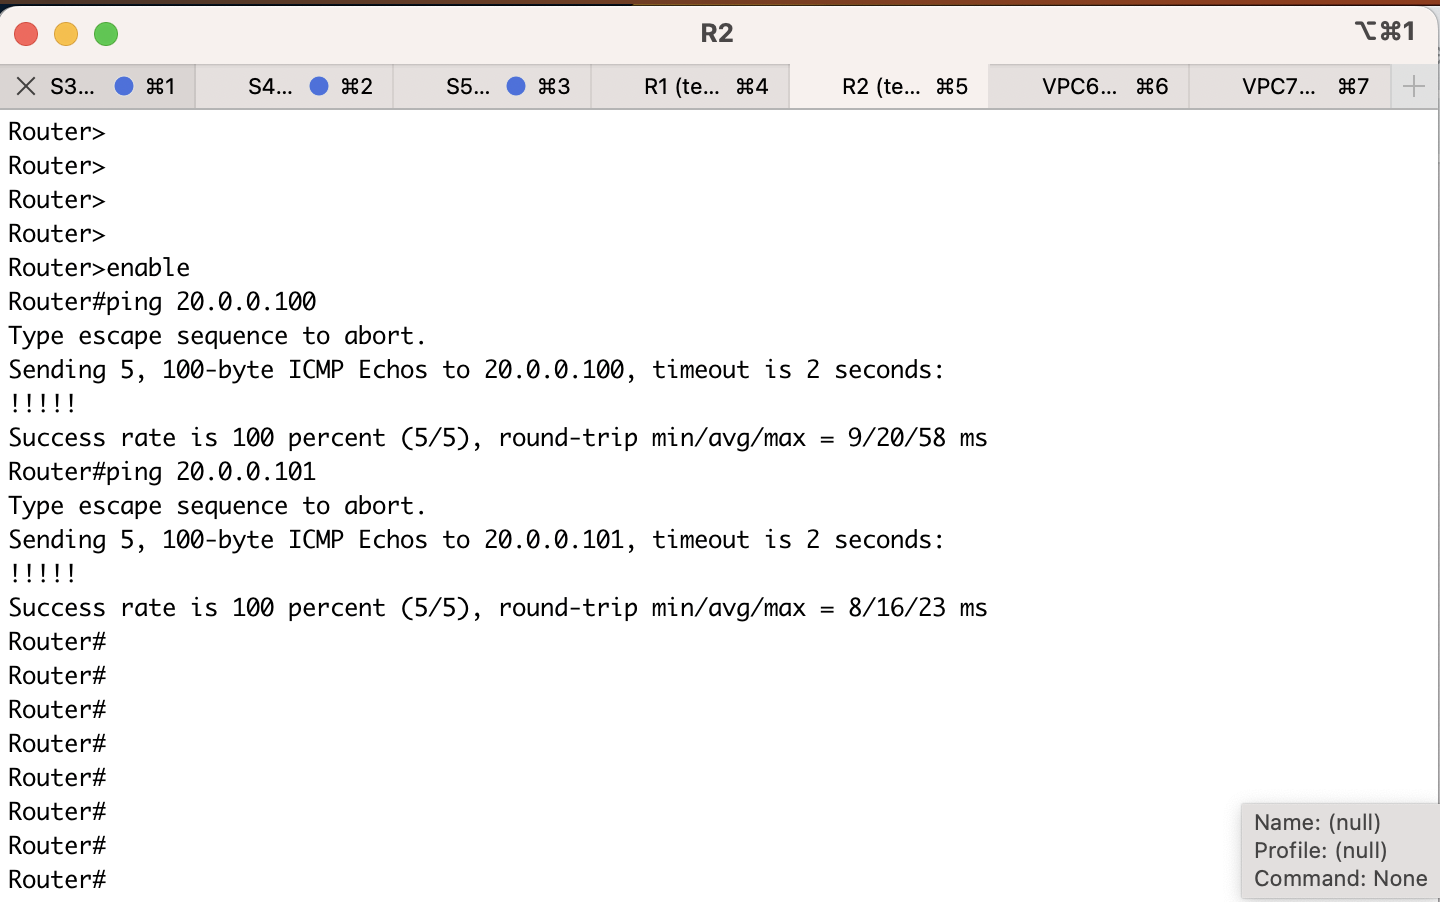 R2
⌥⌘1
S3... ⌘1
S4... ⌘2
S5... ⌘3
R1 (te... ⌘4
R2 (te... ⌘5
VPC6... ⌘6
VPC7... ⌘7
Router>
Router>
Router>
Router>
Router>enable
Router#ping 20.0.0.100
Type escape sequence to abort.
Sending 5, 100-byte ICMP Echos to 20.0.0.100, timeout is 2 seconds:
!!!!!
Success rate is 100 percent (5/5), round-trip min/avg/max = 9/20/58 ms
Router#ping 20.0.0.101
Type escape sequence to abort.
Sending 5, 100-byte ICMP Echos to 20.0.0.101, timeout is 2 seconds:
!!!!!
Success rate is 100 percent (5/5), round-trip min/avg/max = 8/16/23 ms
Router#
Router#
Router#
Router#
Router#
Router#
Router#
Router#
Name: (null)
Profile: (null)
Command: None